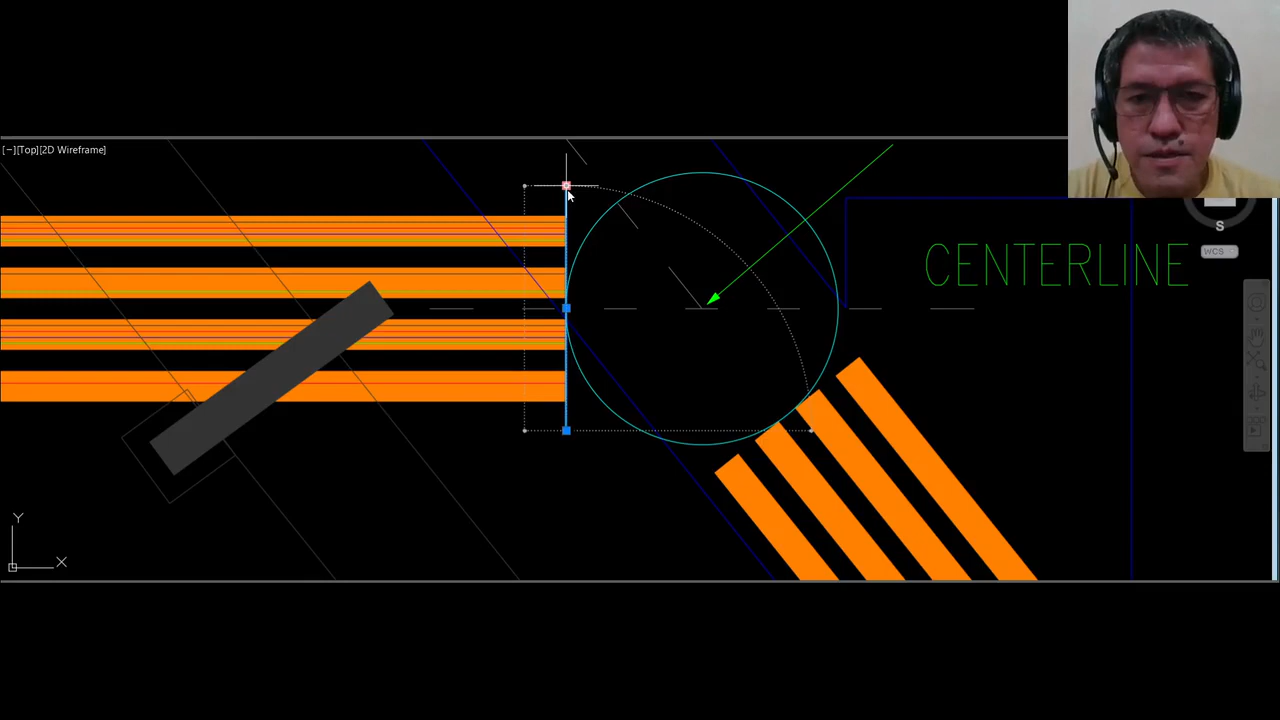 [−][Top][2D Wireframe]
S
WCS
CENTERLINE
Y
X